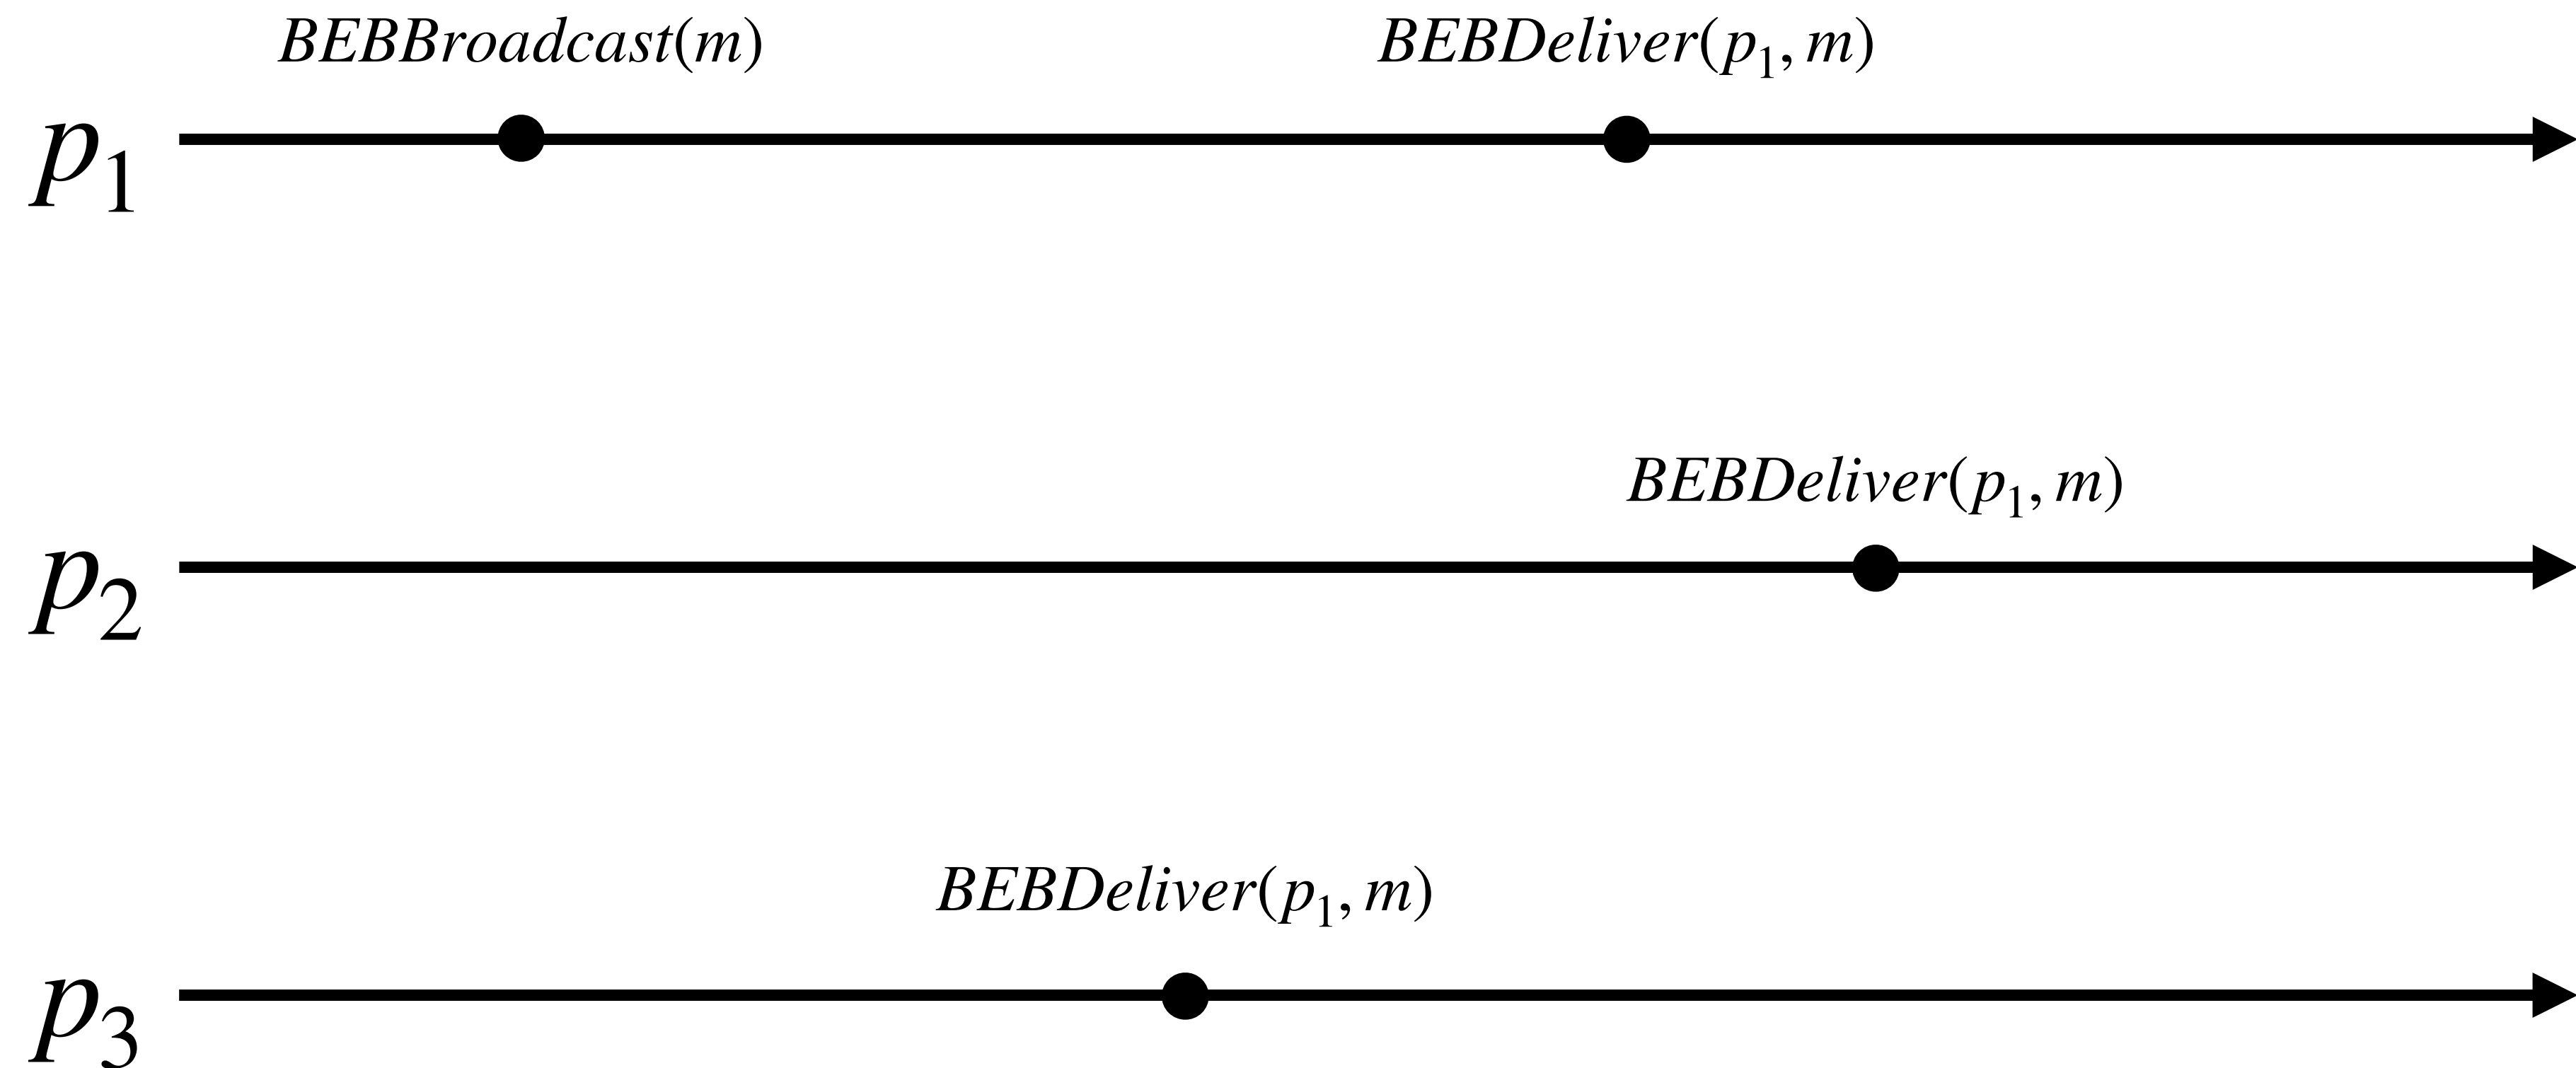 BEBBroadcast(m)
BEBDeliver(p₁, m)
p₁
BEBDeliver(p₁, m)
p₂
BEBDeliver(p₁, m)
p₃